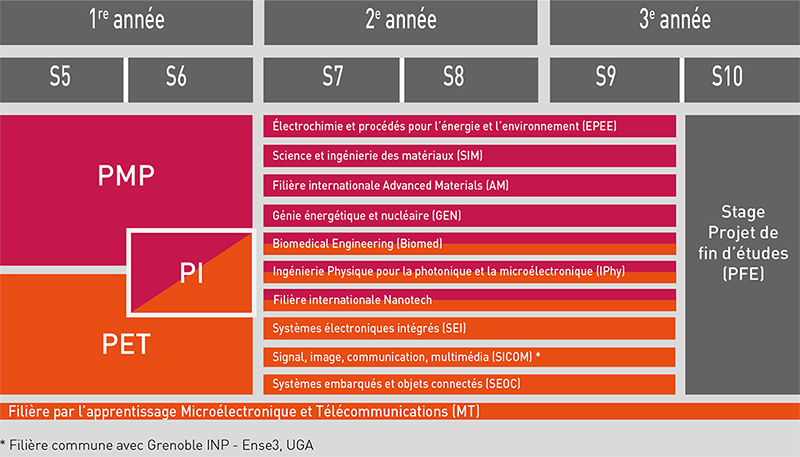 1re année
2e année
3e année
S5
S6
S7
S8
S9
S10
PMP
PI
PET
Électrochimie et procédés pour l'énergie et l'environnement (EPEE)
Science et ingénierie des matériaux (SIM)
Filière internationale Advanced Materials (AM)
Génie énergétique et nucléaire (GEN)
Biomedical Engineering (Biomed)
Ingénierie Physique pour la photonique et la microélectronique (IPhy)
Filière internationale Nanotech
Systèmes électroniques intégrés (SEI)
Signal, image, communication, multimédia (SICOM) *
Systèmes embarqués et objets connectés (SEOC)
Stage
Projet de
fin d'études
(PFE)
Filière par l'apprentissage Microélectronique et Télécommunications (MT)
* Filière commune avec Grenoble INP - Ense3, UGA